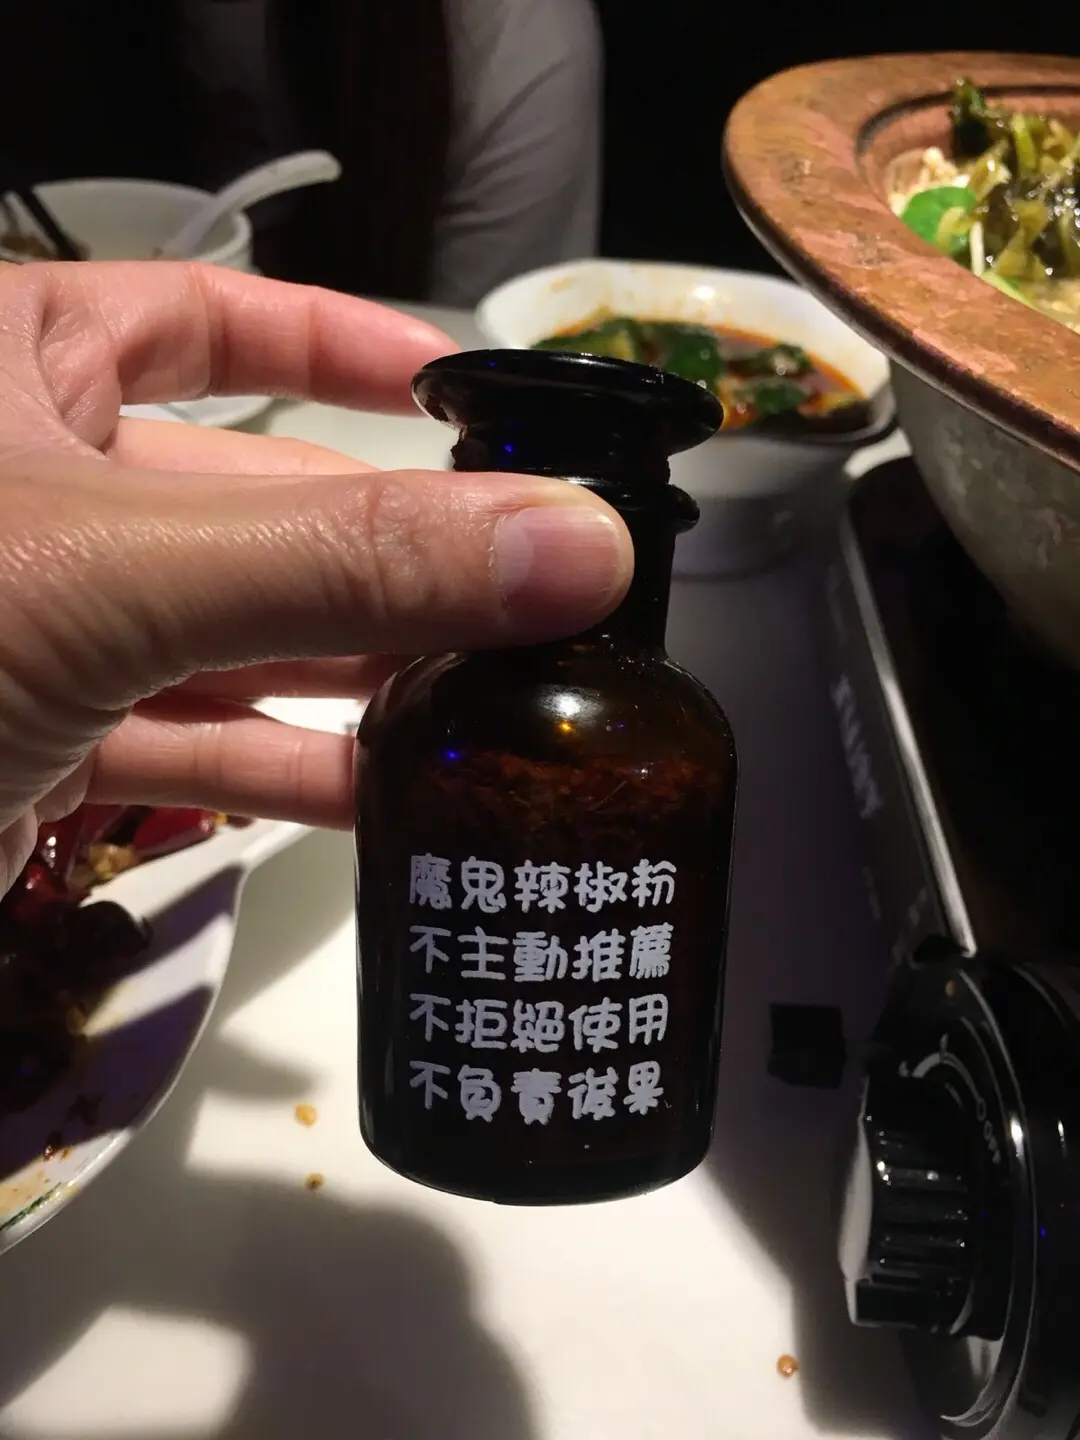 魔鬼辣椒粉
不主動推薦
不拒絕使用
不負責後果